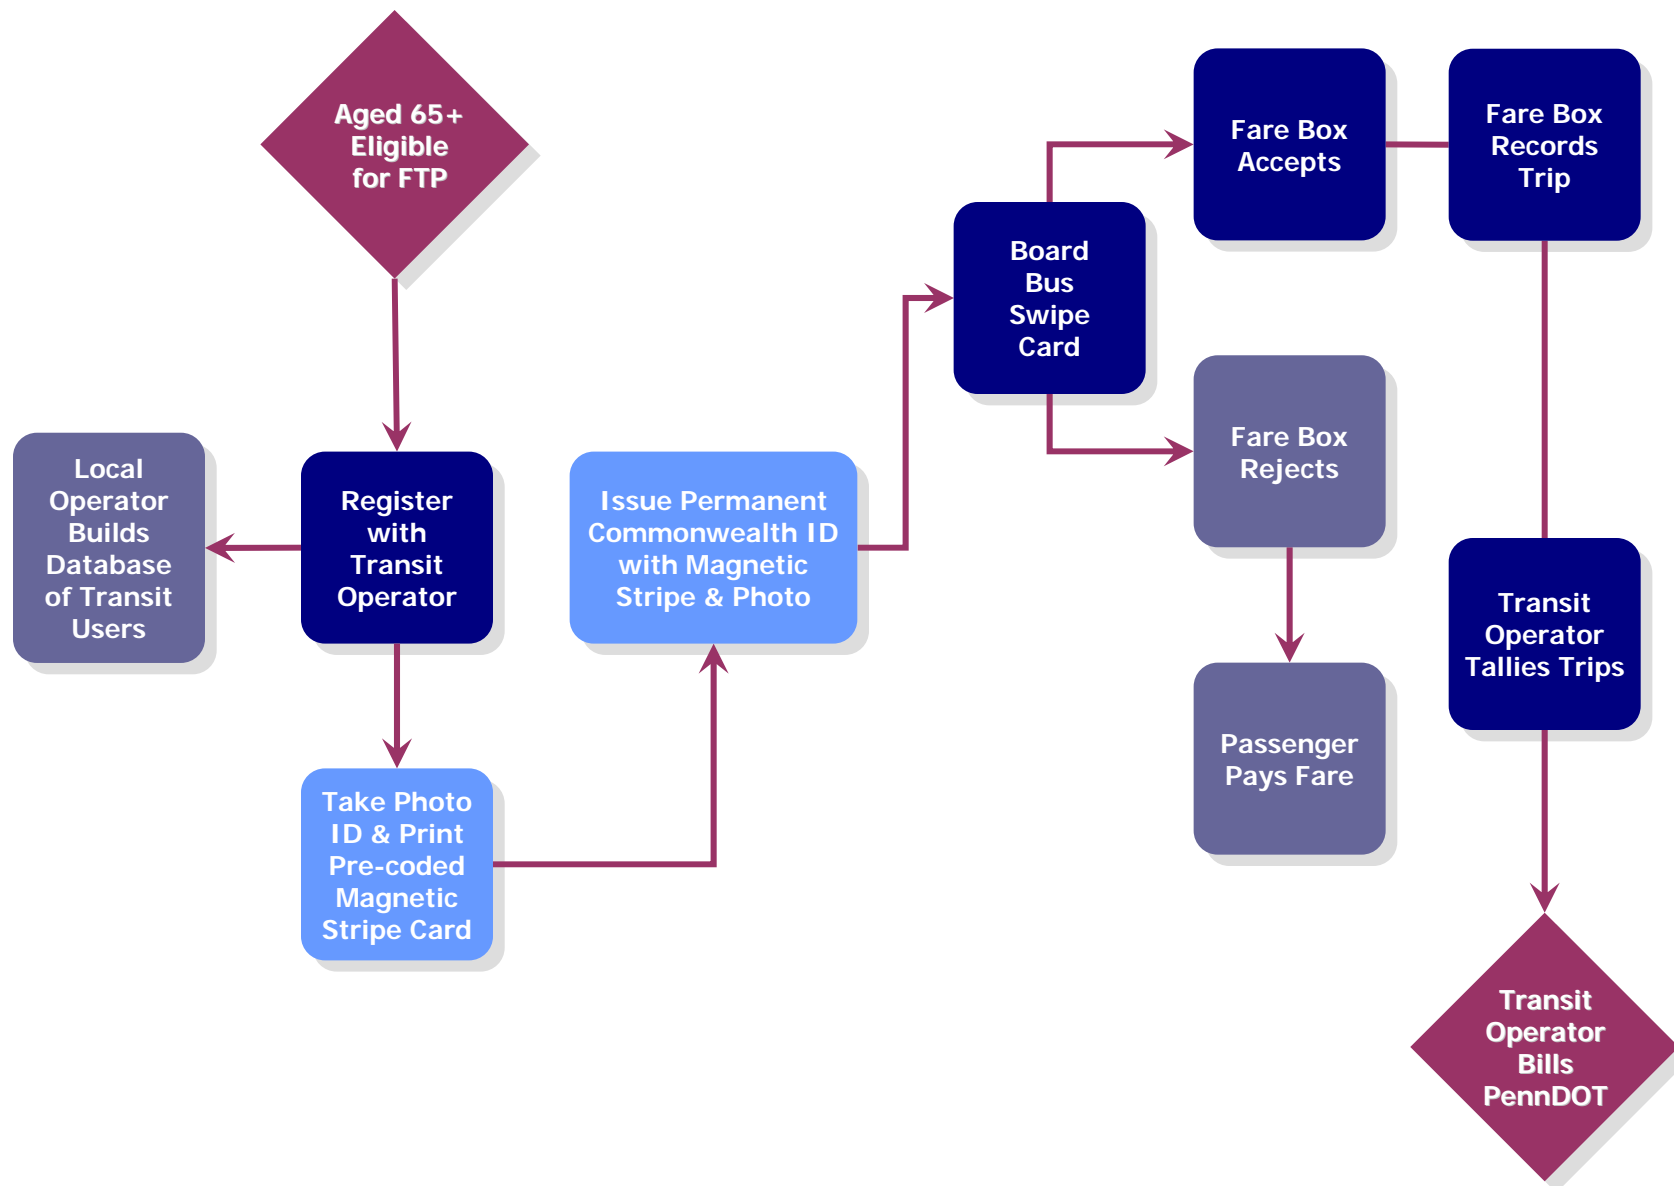 Aged 65+
Eligible
for FTP
Local
Operator
Builds
Database
of Transit
Users
Register
with
Transit
Operator
Take Photo
ID & Print
Pre-coded
Magnetic
Stripe Card
Issue Permanent
Commonwealth ID
with Magnetic
Stripe & Photo
Board
Bus
Swipe
Card
Fare Box
Accepts
Fare Box
Records
Trip
Fare Box
Rejects
Passenger
Pays Fare
Transit
Operator
Tallies Trips
Transit
Operator
Bills
PennDOT